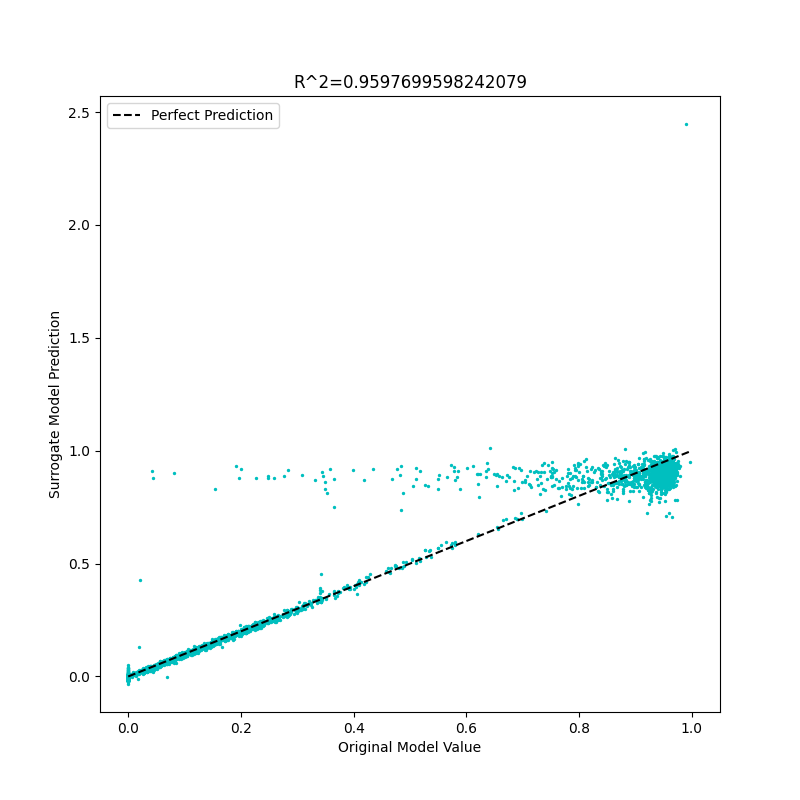 R^2=0.9597699598242079
Perfect Prediction
2.5
2.0
1.5
1.0
0.5
0.0
Surrogate Model Prediction
0.0 0.2 0.4 0.6 0.8 1.0
Original Model Value